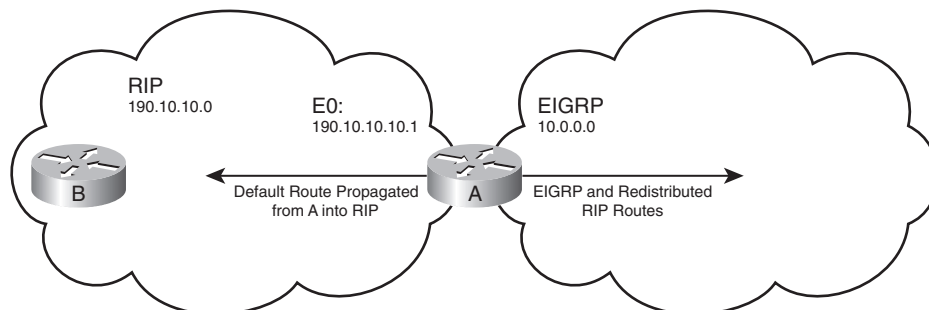 RIP
190.10.10.0
E0:
190.10.10.10.1
EIGRP
10.0.0.0
B
A
Default Route Propagated
from A into RIP
EIGRP and Redistributed
RIP Routes